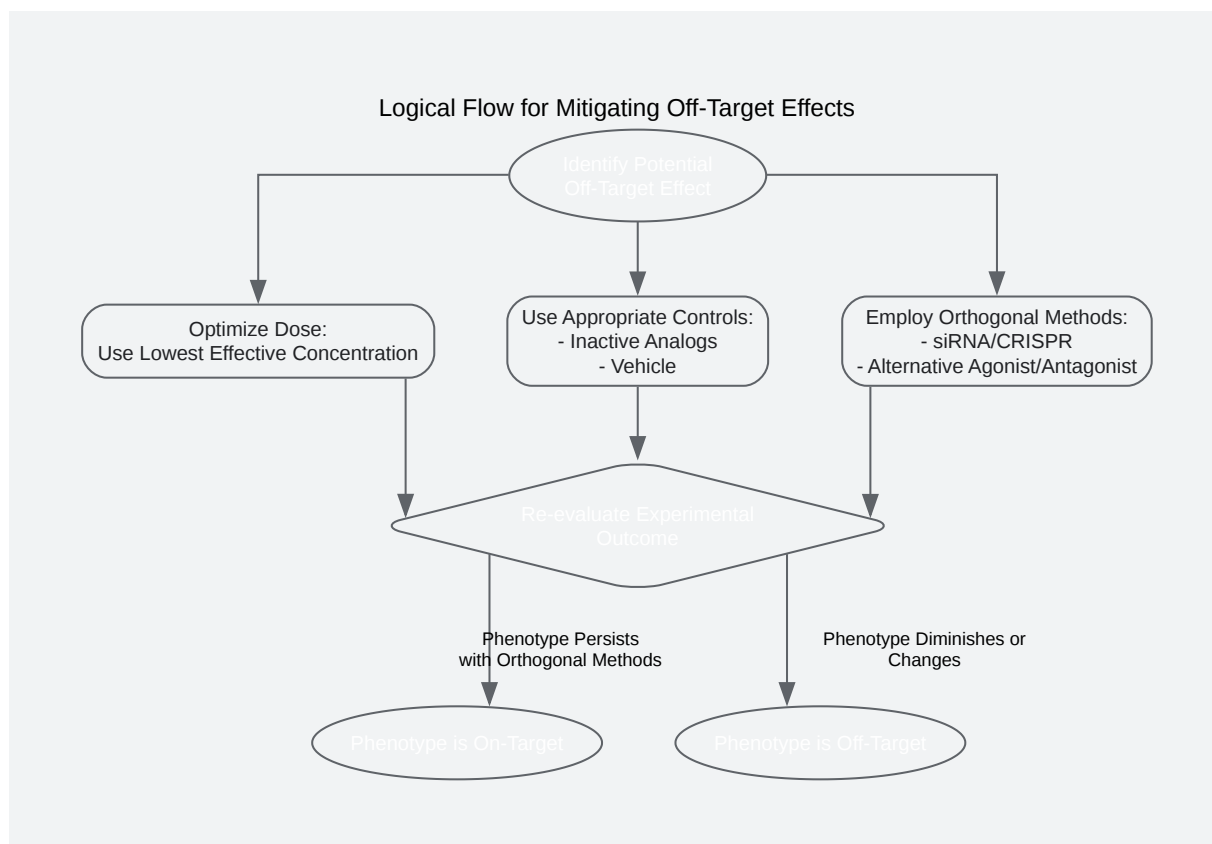 Logical Flow for Mitigating Off-Target Effects
Identify Potential
Off-Target Effect
Optimize Dose:
Use Lowest Effective Concentration
Use Appropriate Controls:
- Inactive Analogs
- Vehicle
Employ Orthogonal Methods:
- siRNA/CRISPR
- Alternative Agonist/Antagonist
Re-evaluate Experimental
Outcome
Phenotype Persists
with Orthogonal Methods
Phenotype Diminishes or
Changes
Phenotype is On-Target
Phenotype is Off-Target